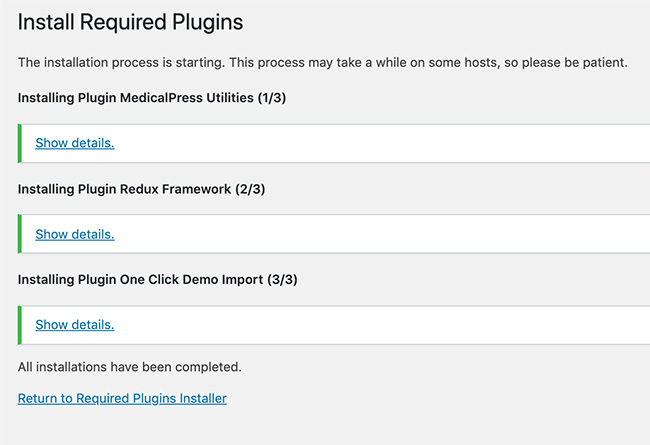 Install Required Plugins
The installation process is starting. This process may take a while on some hosts, so please be patient.
Installing Plugin MedicalPress Utilities (1/3)
Show details.
Installing Plugin Redux Framework (2/3)
Show details.
Installing Plugin One Click Demo Import (3/3)
Show details.
All installations have been completed.
Return to Required Plugins Installer